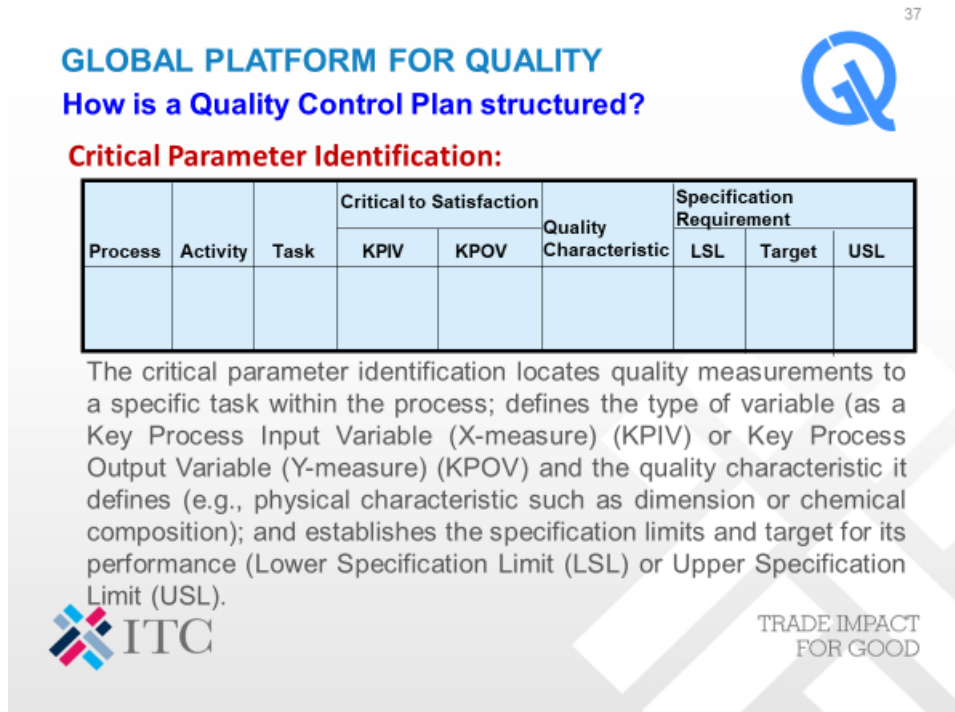 37
GLOBAL PLATFORM FOR QUALITY
How is a Quality Control Plan structured?
Critical Parameter Identification:
Critical to Satisfaction
Specification
Requirement
Quality
Characteristic
Process Activity Task KPIV KPOV LSL Target USL
The critical parameter identification locates quality measurements to
a specific task within the process; defines the type of variable (as a
Key Process Input Variable (X-measure) (KPIV) or Key Process
Output Variable (Y-measure) (KPOV) and the quality characteristic it
defines (e.g., physical characteristic such as dimension or chemical
composition); and establishes the specification limits and target for its
performance (Lower Specification Limit (LSL) or Upper Specification
Limit (USL).
ITC
TRADE IMPACT
FOR GOOD